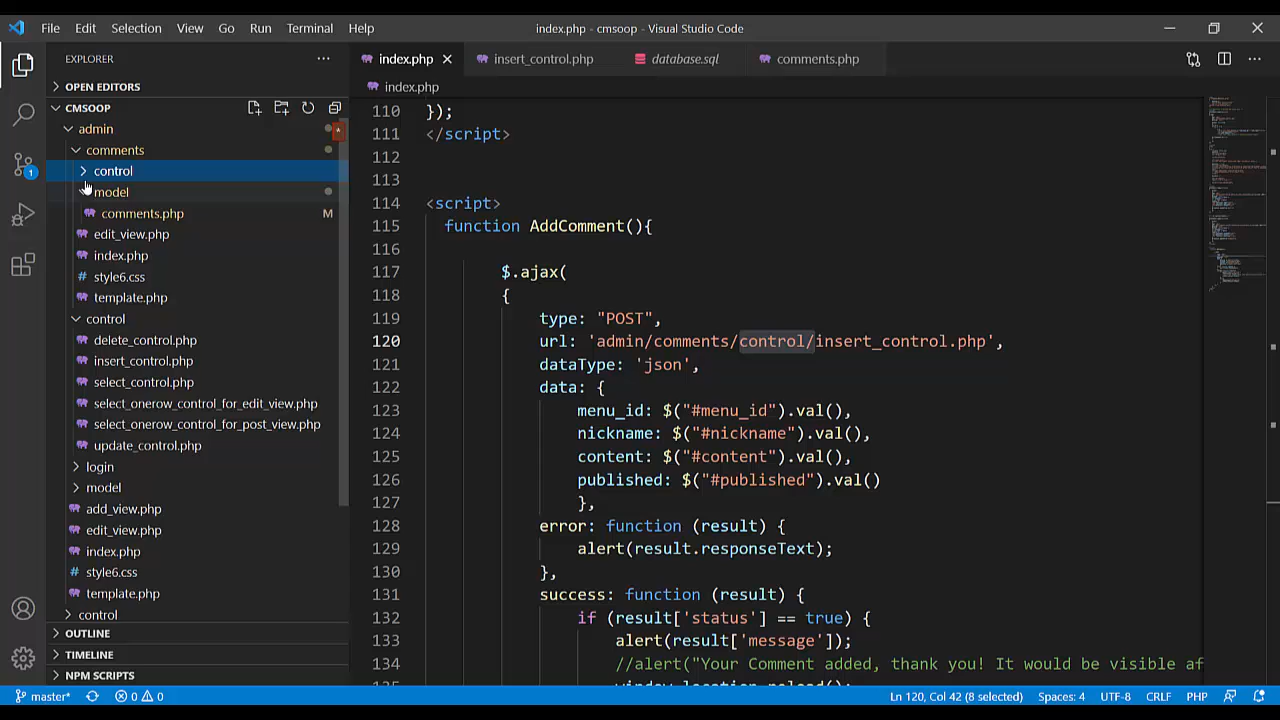 File Edit Selection View Go Run Terminal Help index.php - cmsoop - Visual Studio Code
EXPLORER
OPEN EDITORS
CMSOOP
admin
comments
control
model
comments.php M
edit_view.php
index.php
# style6.css
template.php
control
delete_control.php
insert_control.php
select_control.php
select_onerow_control_for_edit_view.php
select_onerow_control_for_post_view.php
update_control.php
login
model
add_view.php
edit_view.php
index.php
# style6.css
template.php
control
OUTLINE
TIMELINE
NPM SCRIPTS
1
index.php insert_control.php database.sql comments.php
index.php
110 });
111 </script>
112
113
114 <script>
115 function AddComment(){
116
117 $.ajax(
118 {
119 type: "POST",
120 url: 'admin/comments/control/insert_control.php',
121 dataType: 'json',
122 data: {
123 menu_id: $("#menu_id").val(),
124 nickname: $("#nickname").val(),
125 content: $("#content").val(),
126 published: $("#published").val()
127 },
128 error: function (result) {
129 alert(result.responseText);
130 },
131 success: function (result) {
132 if (result['status'] == true) {
133 alert(result['message']);
134 //alert("Your Comment added, thank you! It would be visible af
master* 0 0 Ln 120, Col 42 (8 selected) Spaces: 4 UTF-8 CRLF PHP